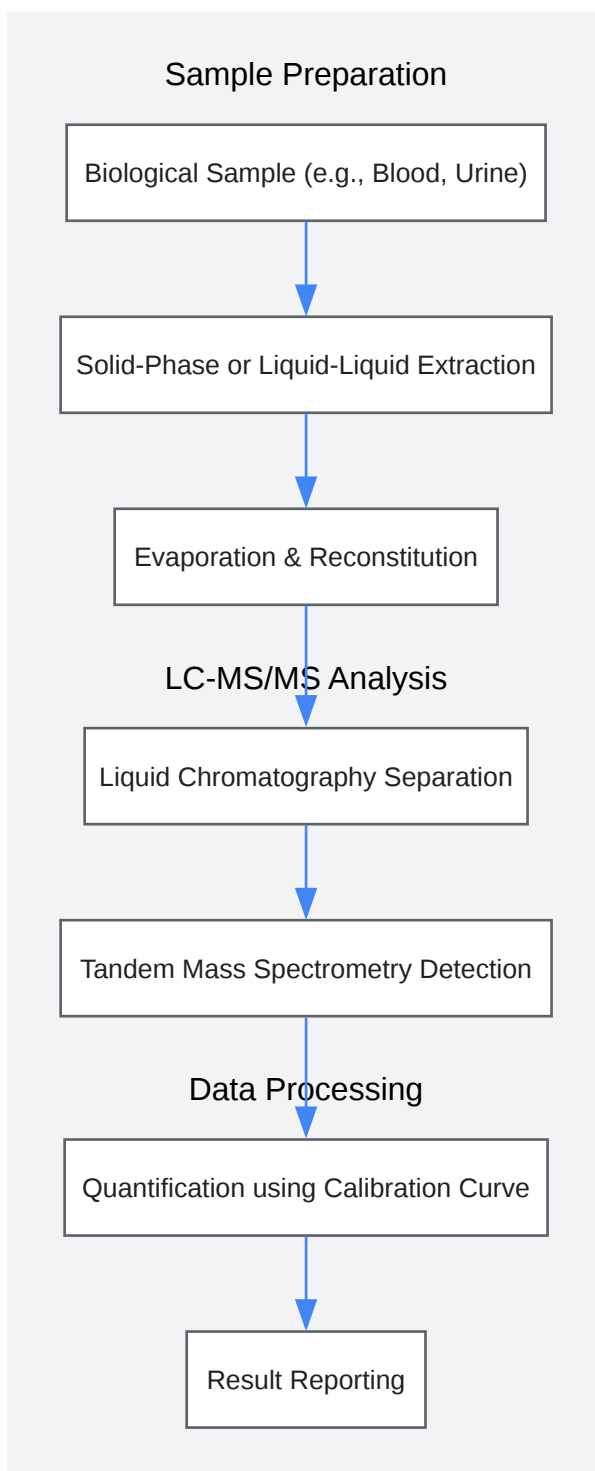 Sample Preparation
Biological Sample (e.g., Blood, Urine)
Solid-Phase or Liquid-Liquid Extraction
Evaporation & Reconstitution
LC-MS/MS Analysis
Liquid Chromatography Separation
Tandem Mass Spectrometry Detection
Data Processing
Quantification using Calibration Curve
Result Reporting